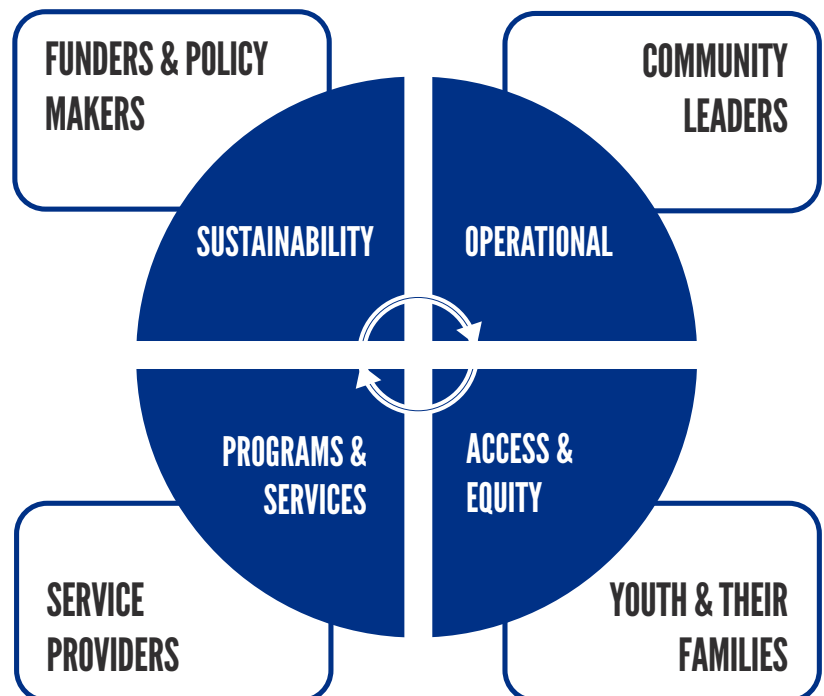 FUNDERS & POLICY
MAKERS
COMMUNITY
LEADERS
SUSTAINABILITY
OPERATIONAL
PROGRAMS &
SERVICES
ACCESS &
EQUITY
SERVICE
PROVIDERS
YOUTH & THEIR
FAMILIES